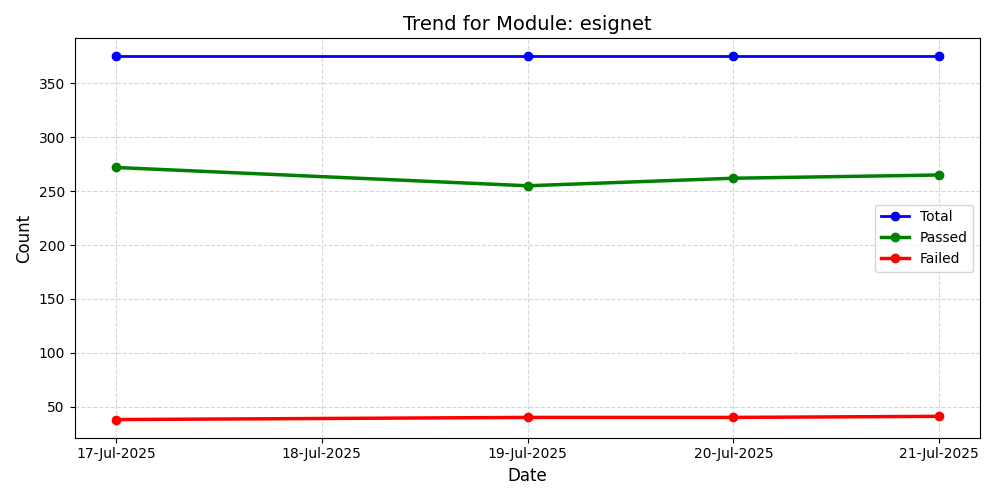 Trend for Module: esignet
Count
350
300
250
200
150
100
50
Total
Passed
Failed
17-Jul-2025
18-Jul-2025
19-Jul-2025
20-Jul-2025
21-Jul-2025
Date